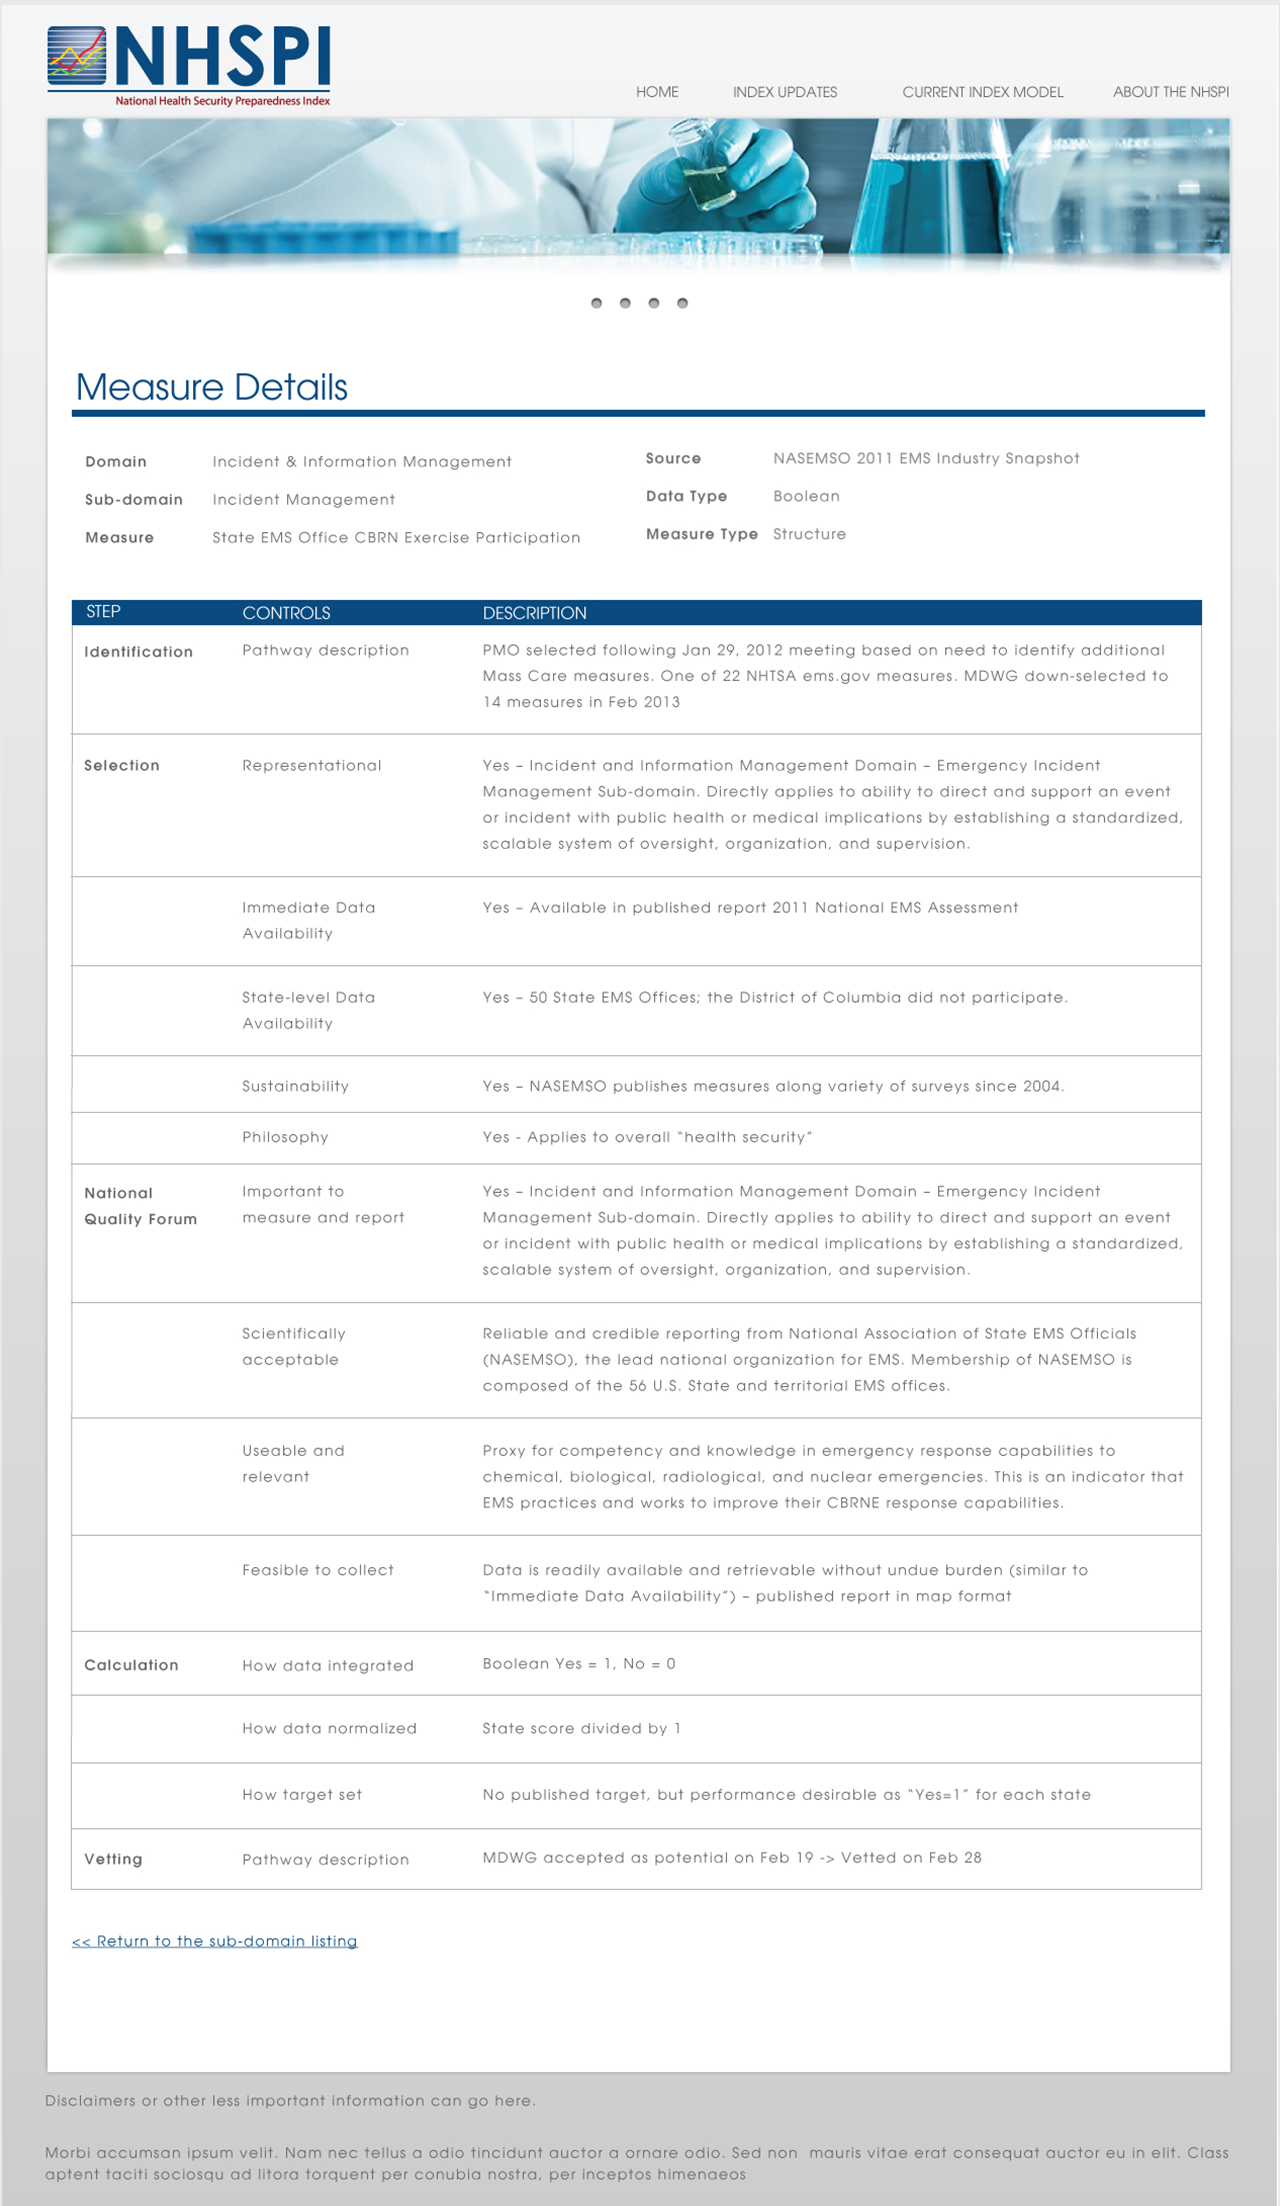 NHSPI
National Health Security Preparedness Index
HOME INDEX UPDATES CURRENT INDEX MODEL ABOUT THE NHSPI
Measure Details
Domain Incident & Information Management
Sub-domain Incident Management
Measure State EMS Office CBRN Exercise Participation
Source NASEMSO 2011 EMS Industry Snapshot
Data Type Boolean
Measure Type Structure
STEP CONTROLS DESCRIPTION
Identification Pathway description PMO selected following Jan 29, 2012 meeting based on need to identify additional
Mass Care measures. One of 22 NHTSA ems.gov measures. MDWG down-selected to
14 measures in Feb 2013
Selection Representational Yes – Incident and Information Management Domain – Emergency Incident
Management Sub-domain. Directly applies to ability to direct and support an event
or incident with public health or medical implications by establishing a standardized,
scalable system of oversight, organization, and supervision.
Immediate Data Yes – Available in published report 2011 National EMS Assessment
Availability
State-level Data Yes – 50 State EMS Offices; the District of Columbia did not participate.
Availability
Sustainability Yes – NASEMSO publishes measures along variety of surveys since 2004.
Philosophy Yes - Applies to overall “health security”
National Important to Yes – Incident and Information Management Domain – Emergency Incident
Quality Forum measure and report Management Sub-domain. Directly applies to ability to direct and support an event
or incident with public health or medical implications by establishing a standardized,
scalable system of oversight, organization, and supervision.
Scientifically Reliable and credible reporting from National Association of State EMS Officials
acceptable (NASEMSO), the lead national organization for EMS. Membership of NASEMSO is
composed of the 56 U.S. State and territorial EMS offices.
Useable and Proxy for competency and knowledge in emergency response capabilities to
relevant chemical, biological, radiological, and nuclear emergencies. This is an indicator that
EMS practices and works to improve their CBRNE response capabilities.
Feasible to collect Data is readily available and retrievable without undue burden (similar to
“Immediate Data Availability”) – published report in map format
Calculation How data integrated Boolean Yes = 1, No = 0
How data normalized State score divided by 1
How target set No published target, but performance desirable as “Yes=1” for each state
Vetting Pathway description MDWG accepted as potential on Feb 19 -> Vetted on Feb 28
<< Return to the sub-domain listing
Disclaimers or other less important information can go here.
Morbi accumsan ipsum velit. Nam nec tellus a odio tincidunt auctor a ornare odio. Sed non mauris vitae erat consequat auctor eu in elit. Class
aptent taciti sociosqu ad litora torquent per conubia nostra, per inceptos himenaeos